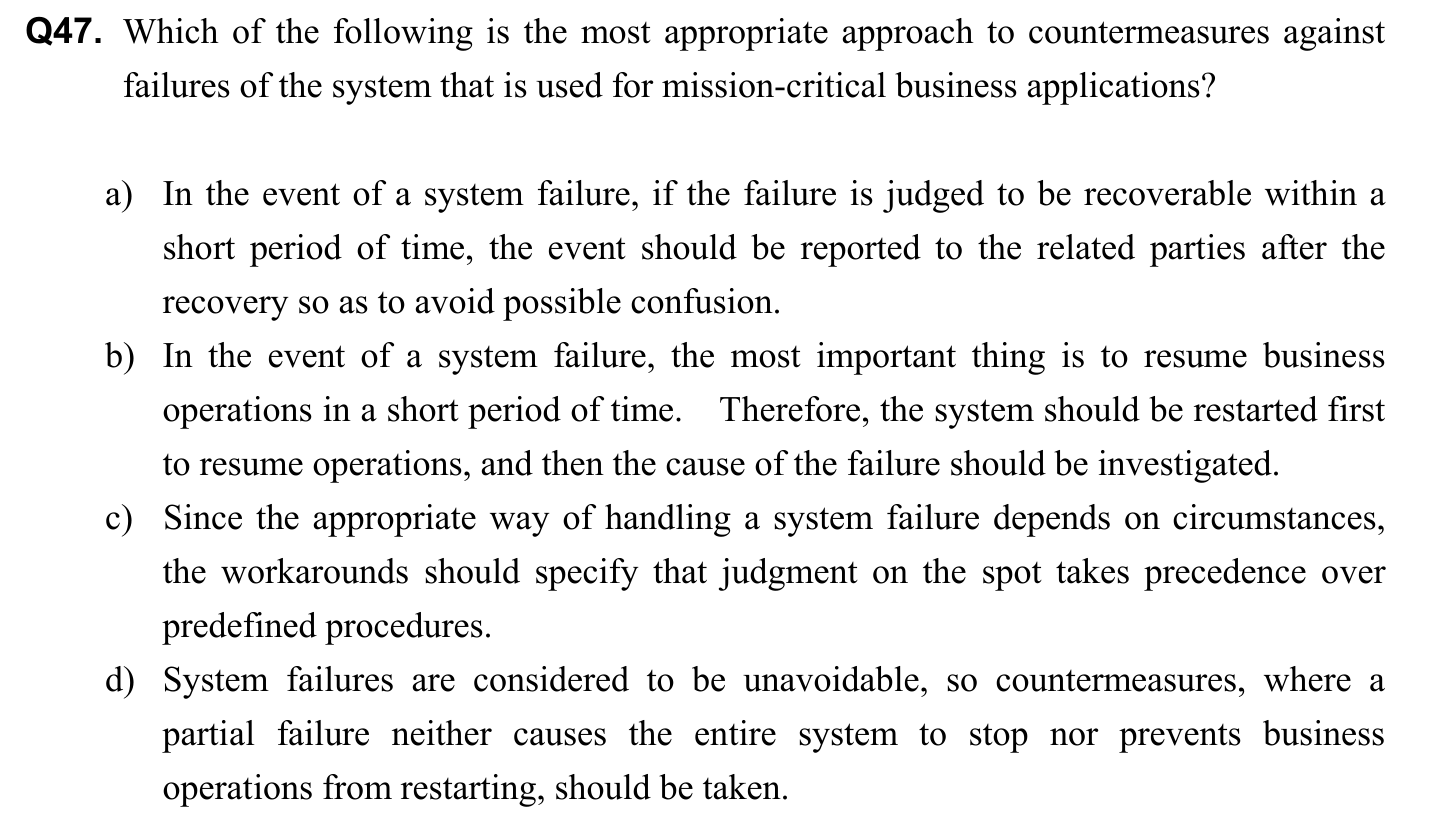 Q47. Which of the following is the most appropriate approach to countermeasures against
failures of the system that is used for mission-critical business applications?
a) In the event of a system failure, if the failure is judged to be recoverable within a
short period of time, the event should be reported to the related parties after the
recovery so as to avoid possible confusion.
b) In the event of a system failure, the most important thing is to resume business
operations in a short period of time. Therefore, the system should be restarted first
to resume operations, and then the cause of the failure should be investigated.
c) Since the appropriate way of handling a system failure depends on circumstances,
the workarounds should specify that judgment on the spot takes precedence over
predefined procedures.
d) System failures are considered to be unavoidable, so countermeasures, where a
partial failure neither causes the entire system to stop nor prevents business
operations from restarting, should be taken.